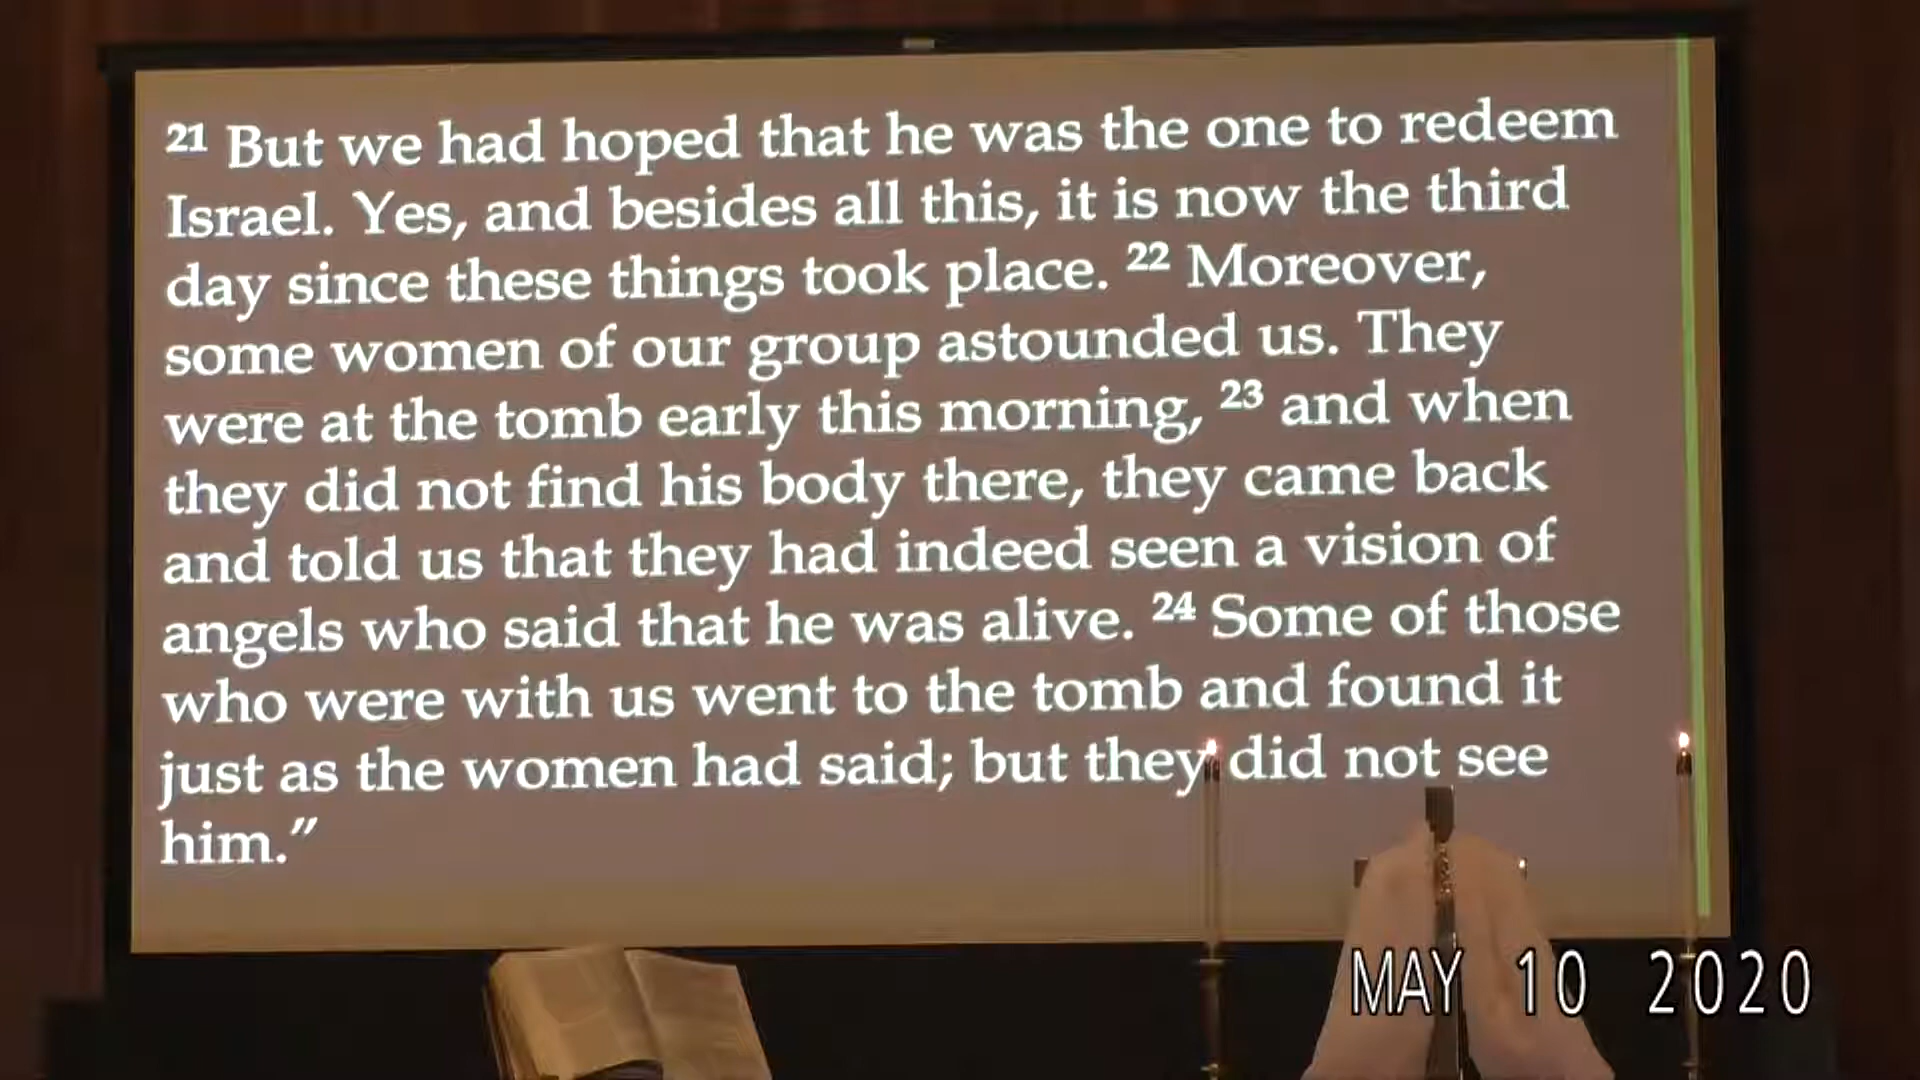 21 But we had hoped that he was the one to redeem
Israel. Yes, and besides all this, it is now the third
day since these things took place. 22 Moreover,
some women of our group astounded us. They
were at the tomb early this morning, 23 and when
they did not find his body there, they came back
and told us that they had indeed seen a vision of
angels who said that he was alive. 24 Some of those
who were with us went to the tomb and found it
just as the women had said; but they did not see
him.”
MAY 10 2020